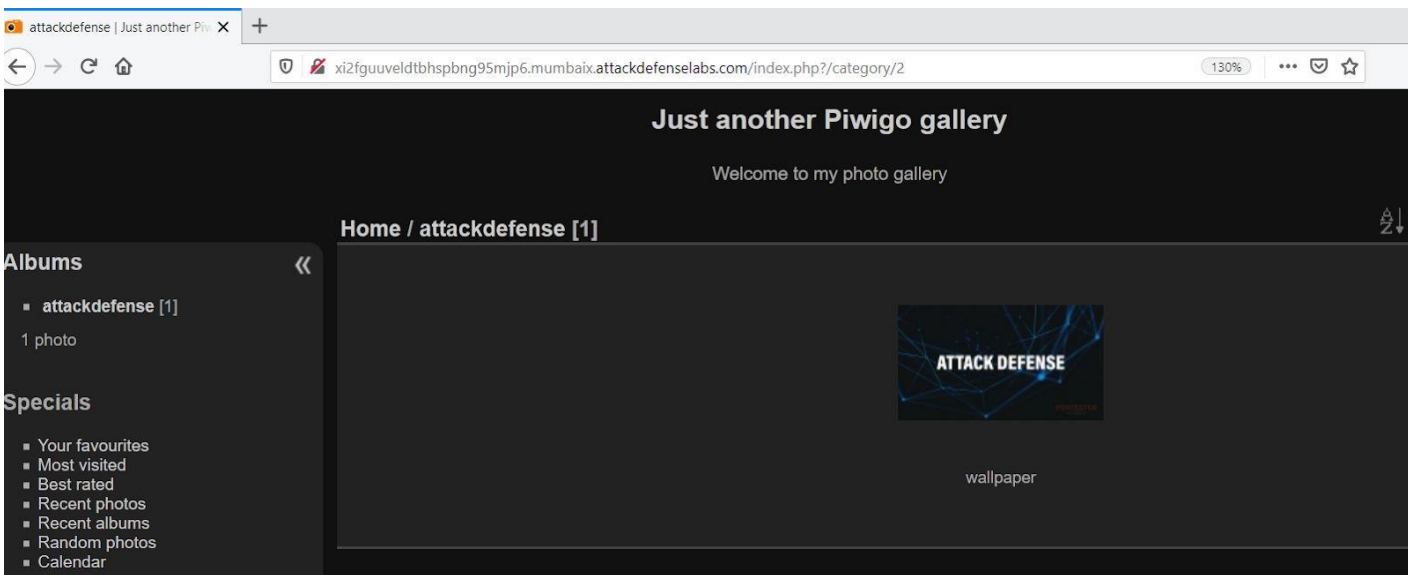 attackdefense | Just another Piw
xi2fguuveldtbhspbng95mjp6.mumbaix.attackdefenselabs.com/index.php?/category/2
130%
Just another Piwigo gallery
Welcome to my photo gallery
Home / attackdefense [1]
Albums
attackdefense [1]
1 photo
Specials
Your favourites
Most visited
Best rated
Recent photos
Recent albums
Random photos
Calendar
ATTACK DEFENSE
wallpaper